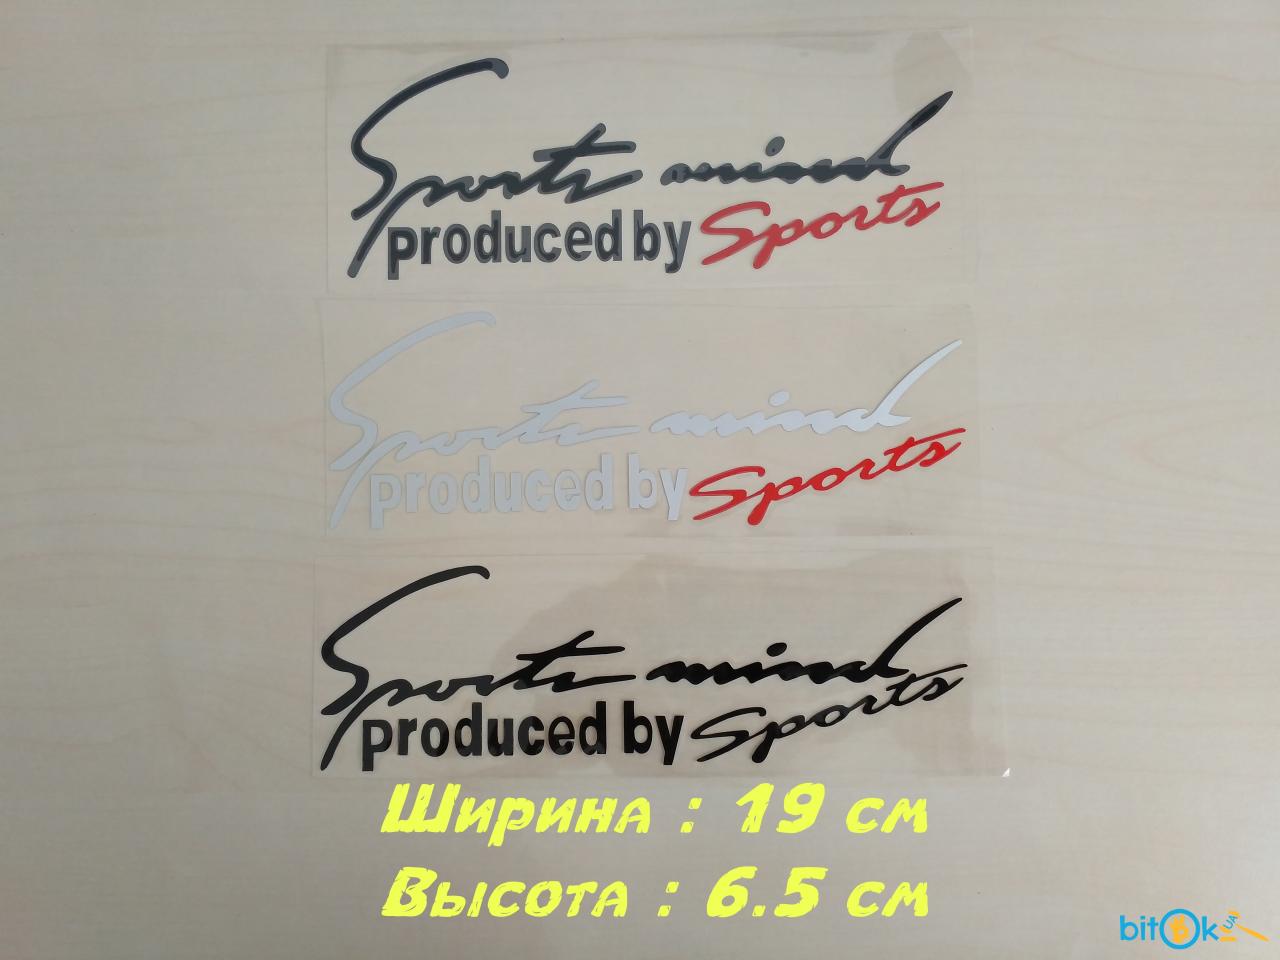 Sports mind
produced by Sports
Sports mind
produced by Sports
Sports mind
produced by Sports
Ширина : 19 см
Высота : 6.5 см
bitok UA